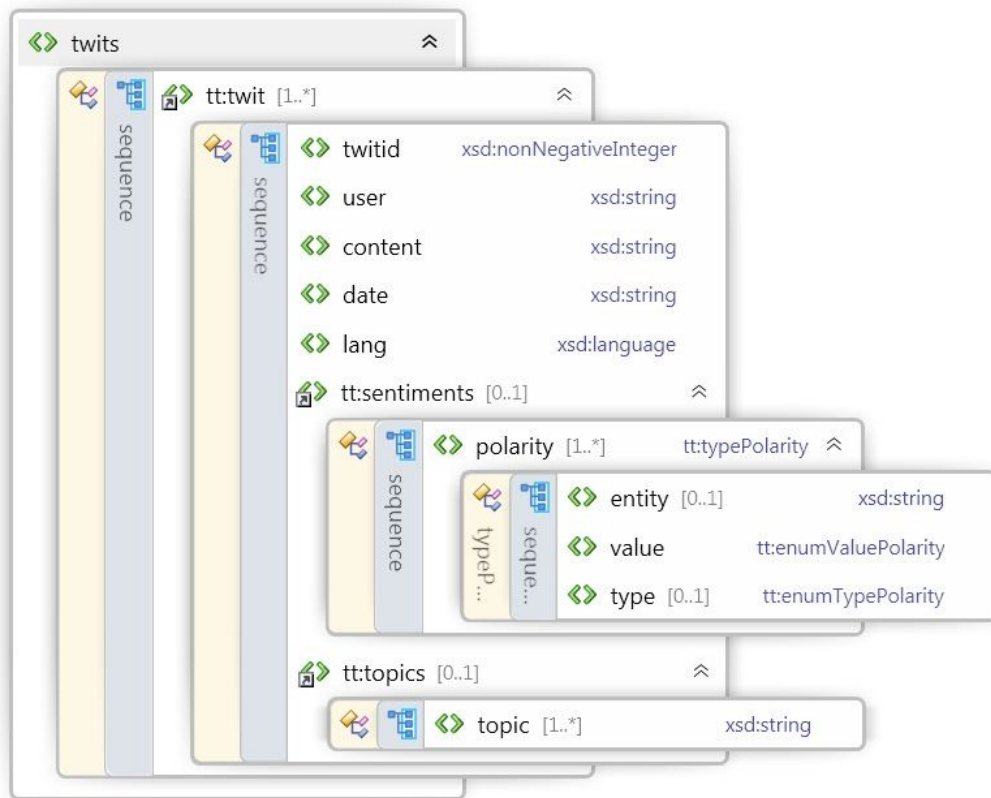 twits
tt:twit [1..*]
sequence
twitid xsd:nonNegativeInteger
sequence
user xsd:string
content xsd:string
date xsd:string
lang xsd:language
tt:sentiments [0..1]
polarity [1..*] tt:typePolarity
sequence
entity [0..1] xsd:string
typeP...
seque...
value tt:enumValuePolarity
type [0..1] tt:enumTypePolarity
tt:topics [0..1]
topic [1..*] xsd:string